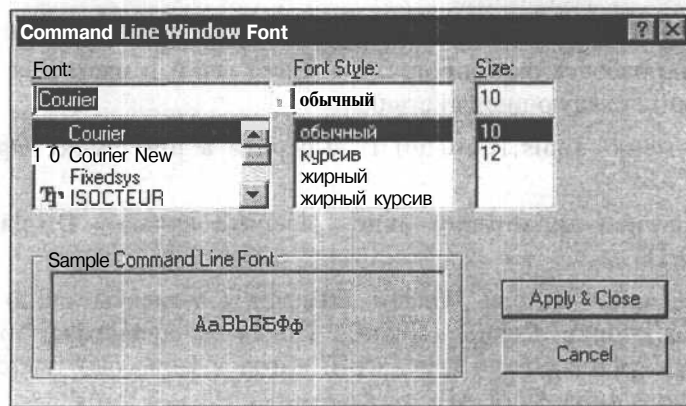 Command Line Window Font
Font: Font Style: Size:
Courier обычный 10
Courier обычный 10
1 0 Courier New курсив 12
Fixedsys жирный
ISOCTEUR жирный курсив
Sample Command Line Font
АаВbБбФф
Apply & Close
Cancel